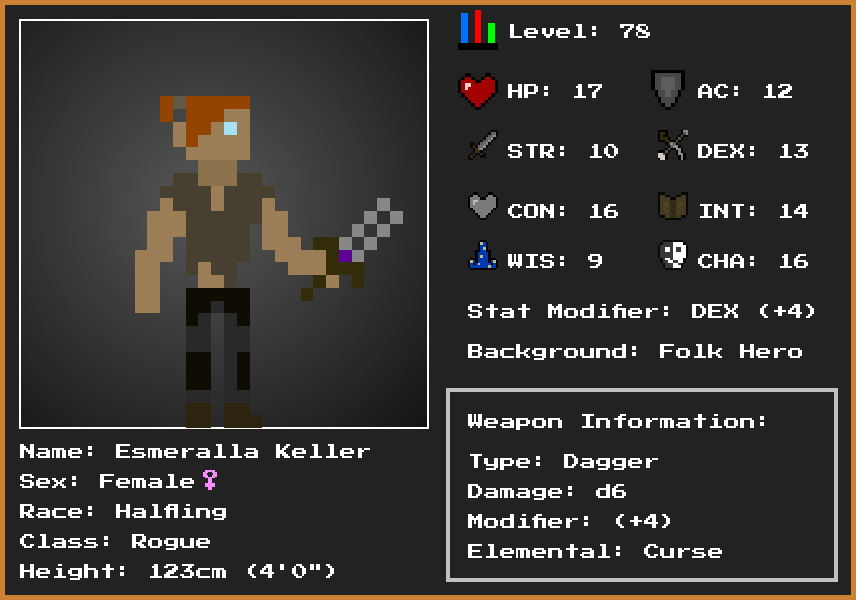 Level: 78
HP: 17 AC: 12
STR: 10 DEX: 13
CON: 16 INT: 14
WIS: 9 CHA: 16
Stat Modifier: DEX (+4)
Background: Folk Hero
Weapon Information:
Type: Dagger
Damage: d6
Modifier: (+4)
Elemental: Curse
Name: Esmeralla Keller
Sex: Female♀
Race: Halfling
Class: Rogue
Height: 123cm (4'0")